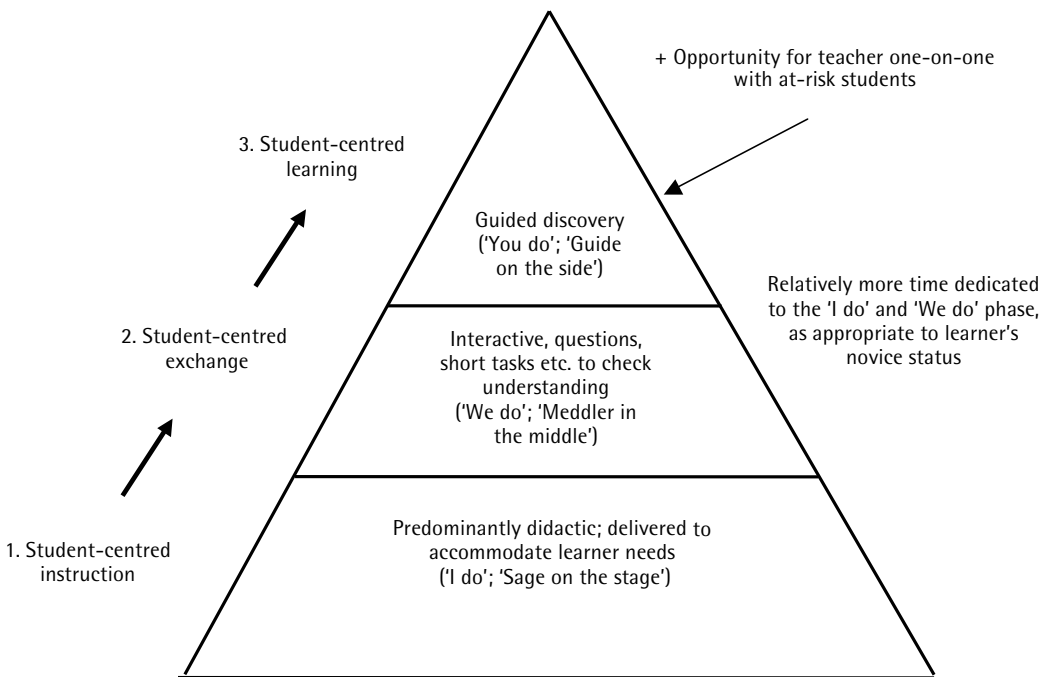 + Opportunity for teacher one-on-one
with at-risk students
3. Student-centred
learning
Guided discovery
(‘You do’; ‘Guide
on the side’)
Relatively more time dedicated
to the ‘I do’ and ‘We do’ phase,
as appropriate to learner’s
novice status
2. Student-centred
exchange
Interactive, questions,
short tasks etc. to check
understanding
(‘We do’; ‘Meddler in
the middle’)
1. Student-centred
instruction
Predominantly didactic; delivered to
accommodate learner needs
(‘I do’; ‘Sage on the stage’)